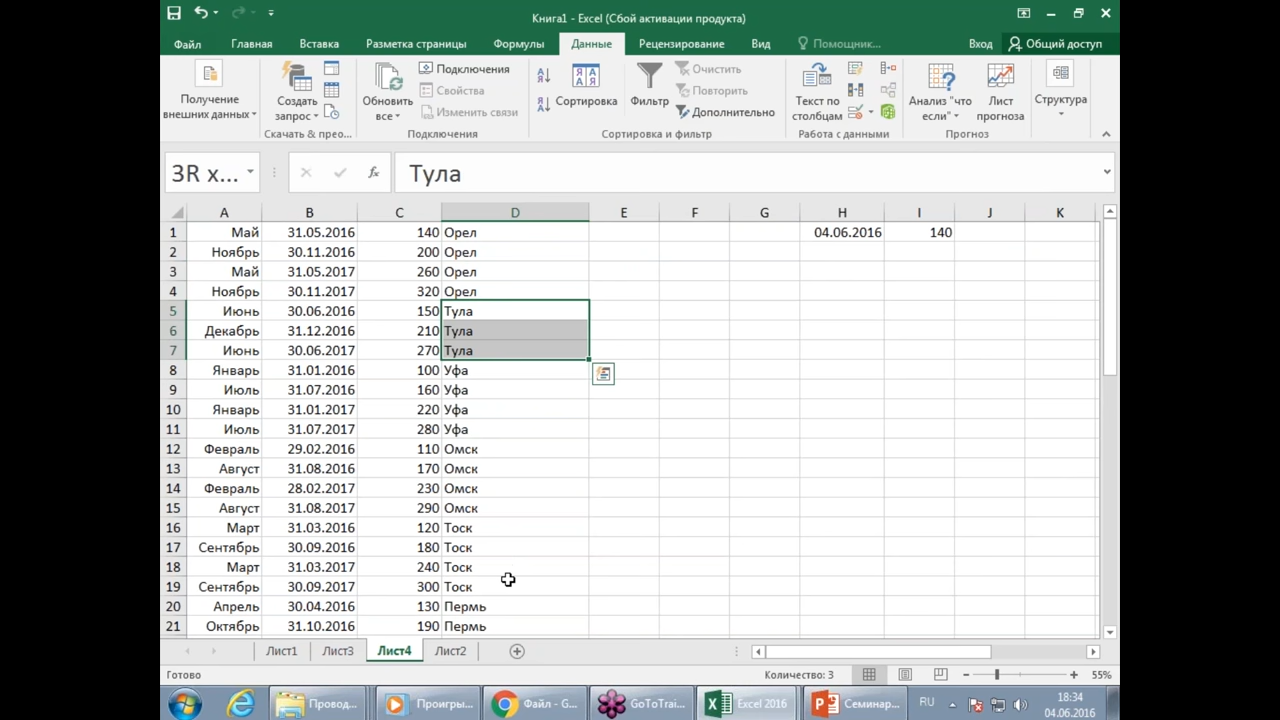 Книга1 - Excel (Сбой активации продукта)
Файл Главная Вставка Разметка страницы Формулы Данные Рецензирование Вид Помощник... Вход Общий доступ
Получение внешних данных
Создать запрос
Скачать & прео...
Обновить все
Подключения
Свойства
Изменить связи
Подключения
Сортировка
Фильтр
Очистить
Повторить
Дополнительно
Сортировка и фильтр
Текст по столбцам
Работа с данными
Анализ "что если"
Лист прогноза
Прогноз
Структура
3R x... fx Тула
A B C D E F G H I J K
1 Май 31.05.2016 140 Орел 04.06.2016 140
2 Ноябрь 30.11.2016 200 Орел
3 Май 31.05.2017 260 Орел
4 Ноябрь 30.11.2017 320 Орел
5 Июнь 30.06.2016 150 Тула
6 Декабрь 31.12.2016 210 Тула
7 Июнь 30.06.2017 270 Тула
8 Январь 31.01.2016 100 Уфа
9 Июль 31.07.2016 160 Уфа
10 Январь 31.01.2017 220 Уфа
11 Июль 31.07.2017 280 Уфа
12 Февраль 29.02.2016 110 Омск
13 Август 31.08.2016 170 Омск
14 Февраль 28.02.2017 230 Омск
15 Август 31.08.2017 290 Омск
16 Март 31.03.2016 120 Тоск
17 Сентябрь 30.09.2016 180 Тоск
18 Март 31.03.2017 240 Тоск
19 Сентябрь 30.09.2017 300 Тоск
20 Апрель 30.04.2016 130 Пермь
21 Октябрь 31.10.2016 190 Пермь
Лист1 Лист3 Лист4 Лист2
Готово Количество: 3 55%
Провод... Проигры... Файл - G... GoToTrai... Excel 2016 Семинар... RU 18:34
04.06.2016